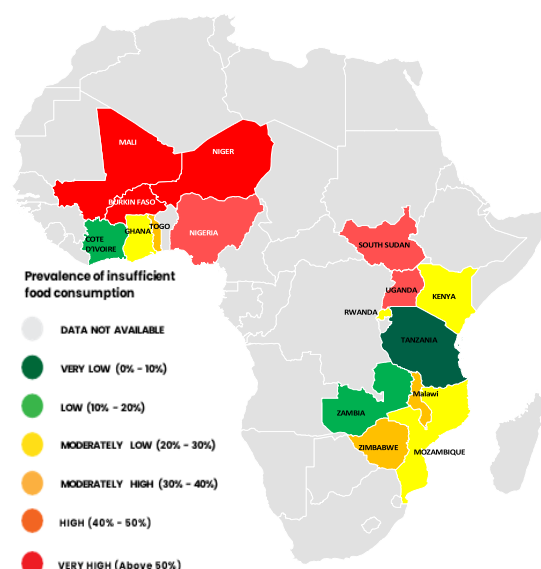 MALI
NIGER
BURKIN FASO
TOGO
GHANA
NIGERIA
COTE
D'IVOIRE
SOUTH SUDAN
UGANDA
KENYA
RWANDA
TANZANIA
Malawi
ZAMBIA
ZIMBABWE
MOZAMBIQUE
Prevalence of insufficient
food consumption
DATA NOT AVAILABLE
VERY LOW (0% - 10%)
LOW (10% - 20%)
MODERATELY LOW (20% - 30%)
MODERATELY HIGH (30% - 40%)
HIGH (40% - 50%)
VERY HIGH (Above 50%)